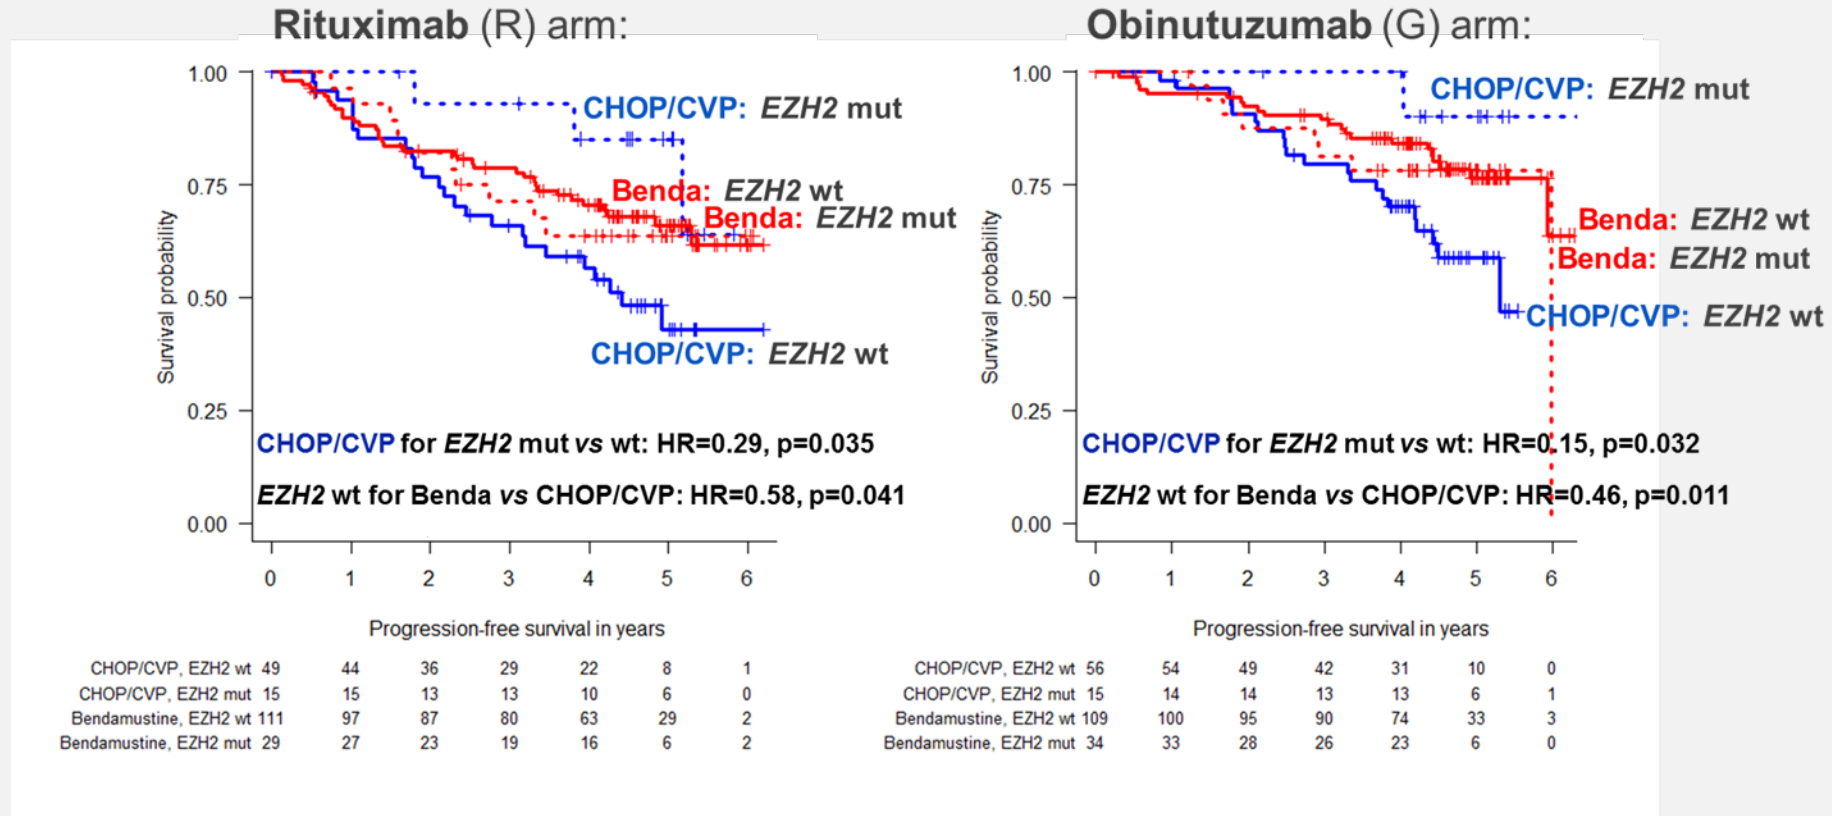 Rituximab (R) arm:
1.00
0.75
0.50
0.25
0.00
Survival probability
CHOP/CVP: EZH2 mut
Benda: EZH2 wt
Benda: EZH2 mut
CHOP/CVP: EZH2 wt
CHOP/CVP for EZH2 mut vs wt: HR=0.29, p=0.035
EZH2 wt for Benda vs CHOP/CVP: HR=0.58, p=0.041
0 1 2 3 4 5 6
Progression-free survival in years
CHOP/CVP, EZH2 wt 49 44 36 29 22 8 1
CHOP/CVP, EZH2 mut 15 15 13 13 10 6 0
Bendamustine, EZH2 wt 111 97 87 80 63 29 2
Bendamustine, EZH2 mut 29 27 23 19 16 6 2
Obinutuzumab (G) arm:
1.00
0.75
0.50
0.25
0.00
Survival probability
CHOP/CVP: EZH2 mut
Benda: EZH2 wt
Benda: EZH2 mut
CHOP/CVP: EZH2 wt
CHOP/CVP for EZH2 mut vs wt: HR=0.15, p=0.032
EZH2 wt for Benda vs CHOP/CVP: HR=0.46, p=0.011
0 1 2 3 4 5 6
Progression-free survival in years
CHOP/CVP, EZH2 wt 56 54 49 42 31 10 0
CHOP/CVP, EZH2 mut 15 14 14 13 13 6 1
Bendamustine, EZH2 wt 109 100 95 90 74 33 3
Bendamustine, EZH2 mut 34 33 28 26 23 6 0